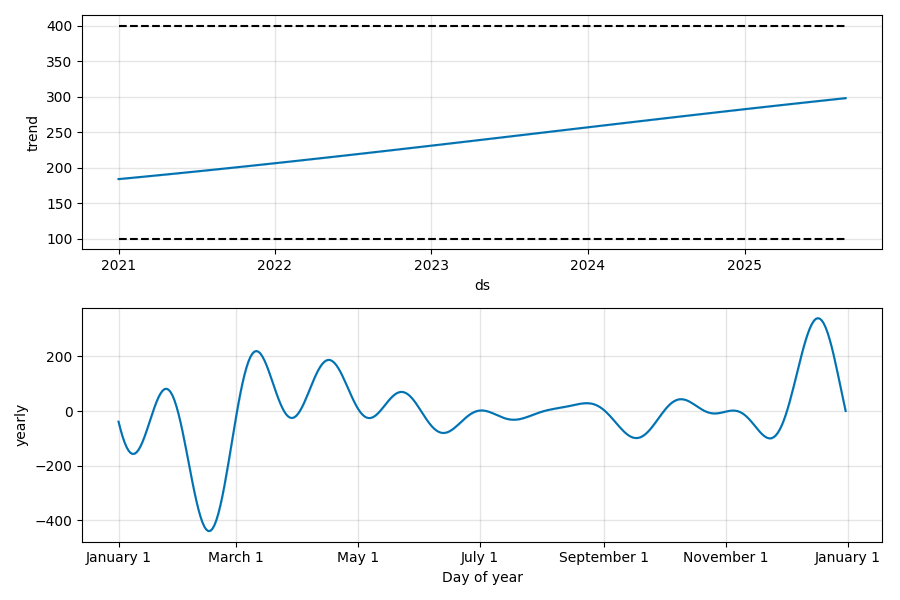 400
350
300
250
200
150
100
trend
2021 2022 2023 2024 2025
ds
200
0
−200
−400
yearly
January 1 March 1 May 1 July 1 September 1 November 1 January 1
Day of year